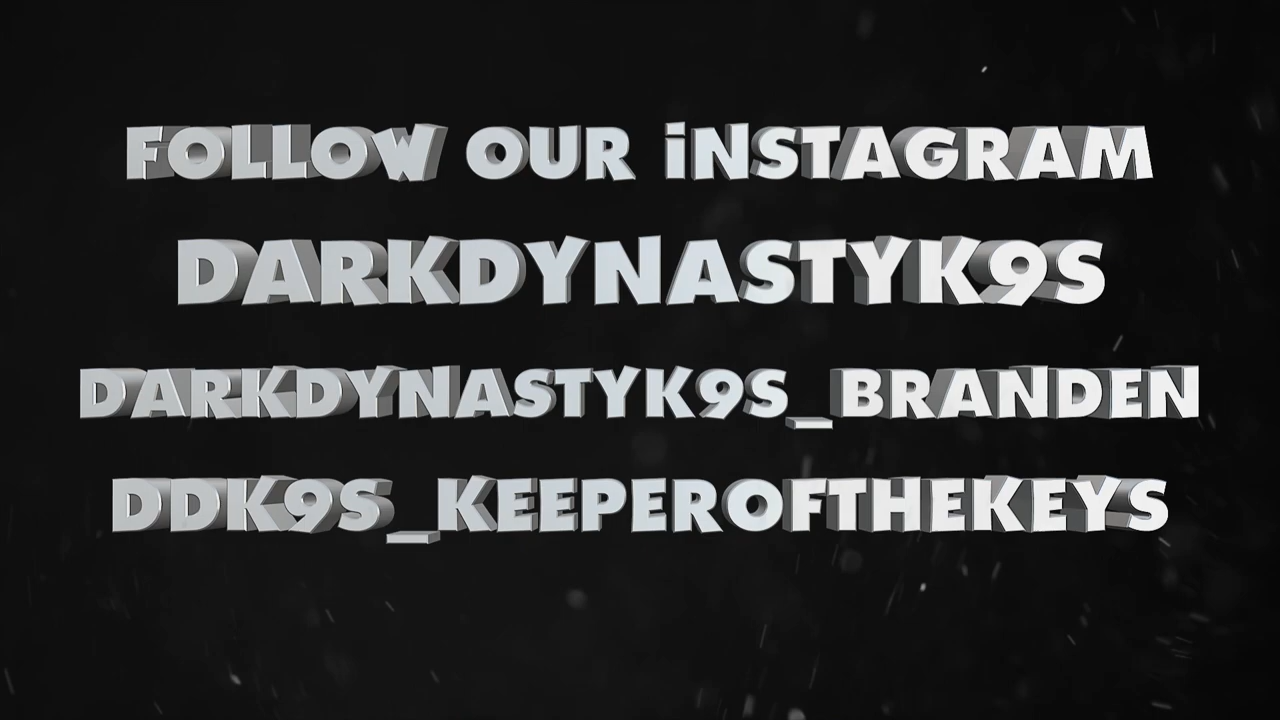 FOLLOW OUR iNSTAGRAM
DARKDYNASTYK9S
DARKDYNASTYK9S_BRANDEN
DDK9S_KEEPEROFTHEKEYS